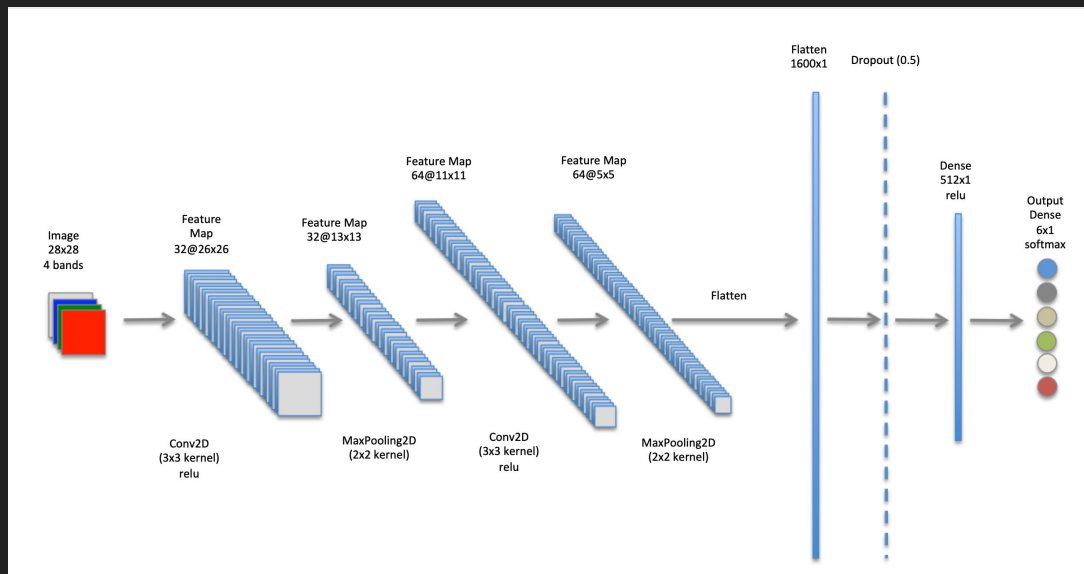 Image
28x28
4 bands
Feature
Map
32@26x26
Feature Map
32@13x13
Feature Map
64@11x11
Feature Map
64@5x5
Flatten
Flatten
1600x1
Dropout (0.5)
Dense
512x1
relu
Output
Dense
6x1
softmax
Conv2D
(3x3 kernel)
relu
MaxPooling2D
(2x2 kernel)
Conv2D
(3x3 kernel)
relu
MaxPooling2D
(2x2 kernel)